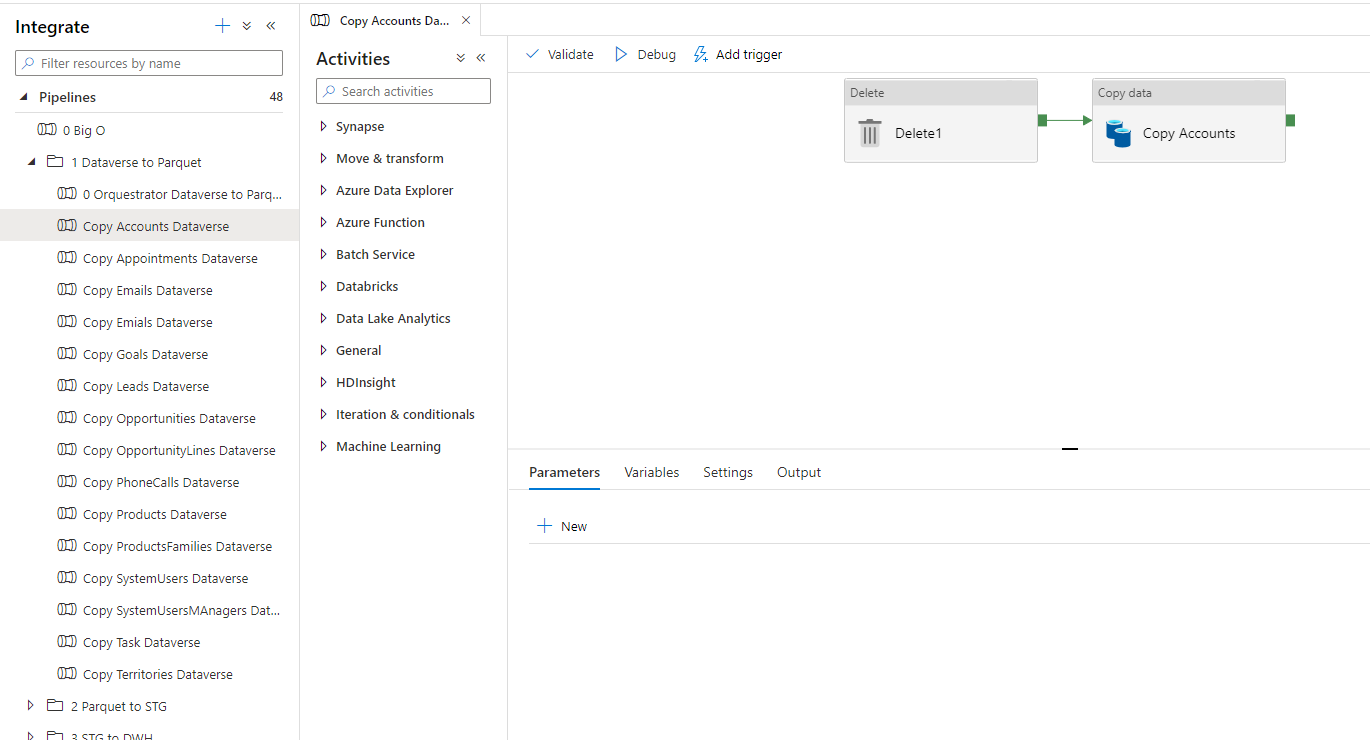 Integrate
Filter resources by name
Pipelines 48
0 Big O
1 Dataverse to Parquet
0 Orquestrator Dataverse to Parq...
Copy Accounts Dataverse
Copy Appointments Dataverse
Copy Emails Dataverse
Copy Emials Dataverse
Copy Goals Dataverse
Copy Leads Dataverse
Copy Opportunities Dataverse
Copy OpportunityLines Dataverse
Copy PhoneCalls Dataverse
Copy Products Dataverse
Copy ProductsFamilies Dataverse
Copy SystemUsers Dataverse
Copy SystemUsersMAnagers Dat...
Copy Task Dataverse
Copy Territories Dataverse
2 Parquet to STG
3 STG to DWH
Copy Accounts Da...
Activities
Search activities
Synapse
Move & transform
Azure Data Explorer
Azure Function
Batch Service
Databricks
Data Lake Analytics
General
HDInsight
Iteration & conditionals
Machine Learning
Validate Debug Add trigger
Delete
Delete1
Copy data
Copy Accounts
Parameters Variables Settings Output
New